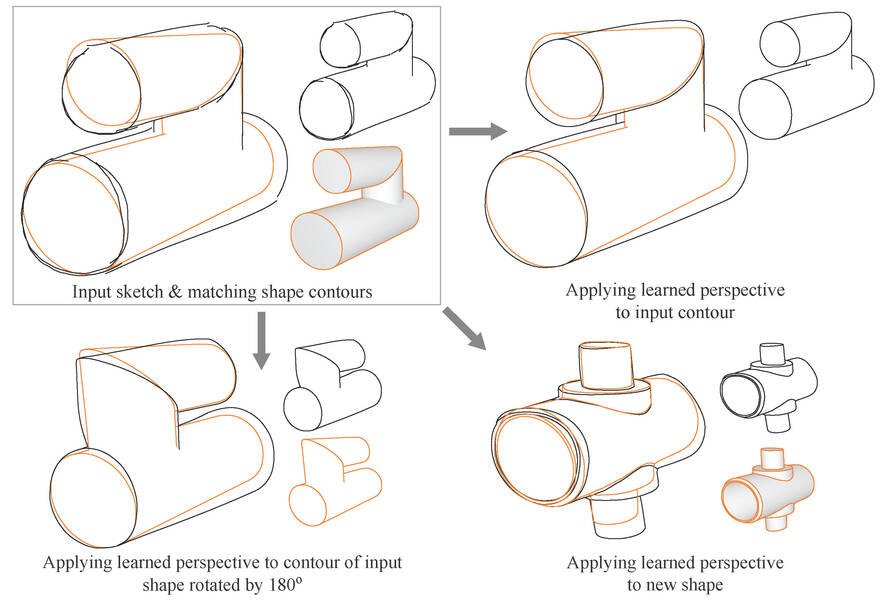 Input sketch & matching shape contours
Applying learned perspective
to input contour
Applying learned perspective to contour of input
shape rotated by 180º
Applying learned perspective
to new shape